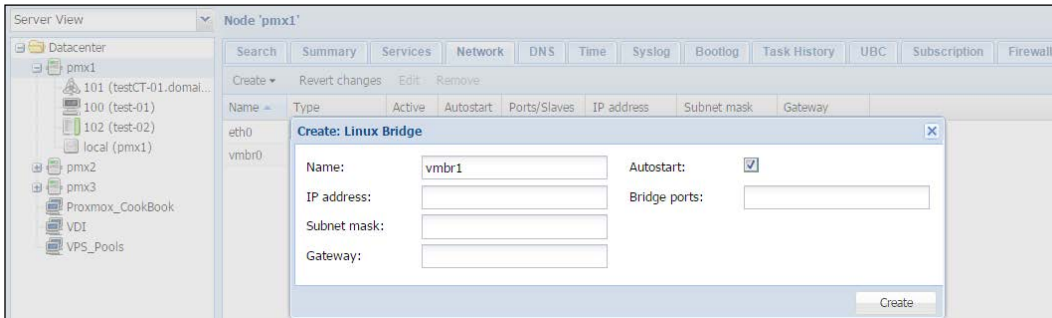 Server View
Node 'pmx1'
Datacenter
pmx1
101 (testCT-01.domai...
100 (test-01)
102 (test-02)
local (pmx1)
pmx2
pmx3
Proxmox_CookBook
VDI
VPS_Pools
Search Summary Services Network DNS Time Syslog Bootlog Task History UBC Subscription Firewall
Create Revert changes Edit Remove
Name Type Active Autostart Ports/Slaves IP address Subnet mask Gateway
eth0
vmbr0
Create: Linux Bridge
Name: vmbr1 Autostart:
IP address: Bridge ports:
Subnet mask:
Gateway:
Create